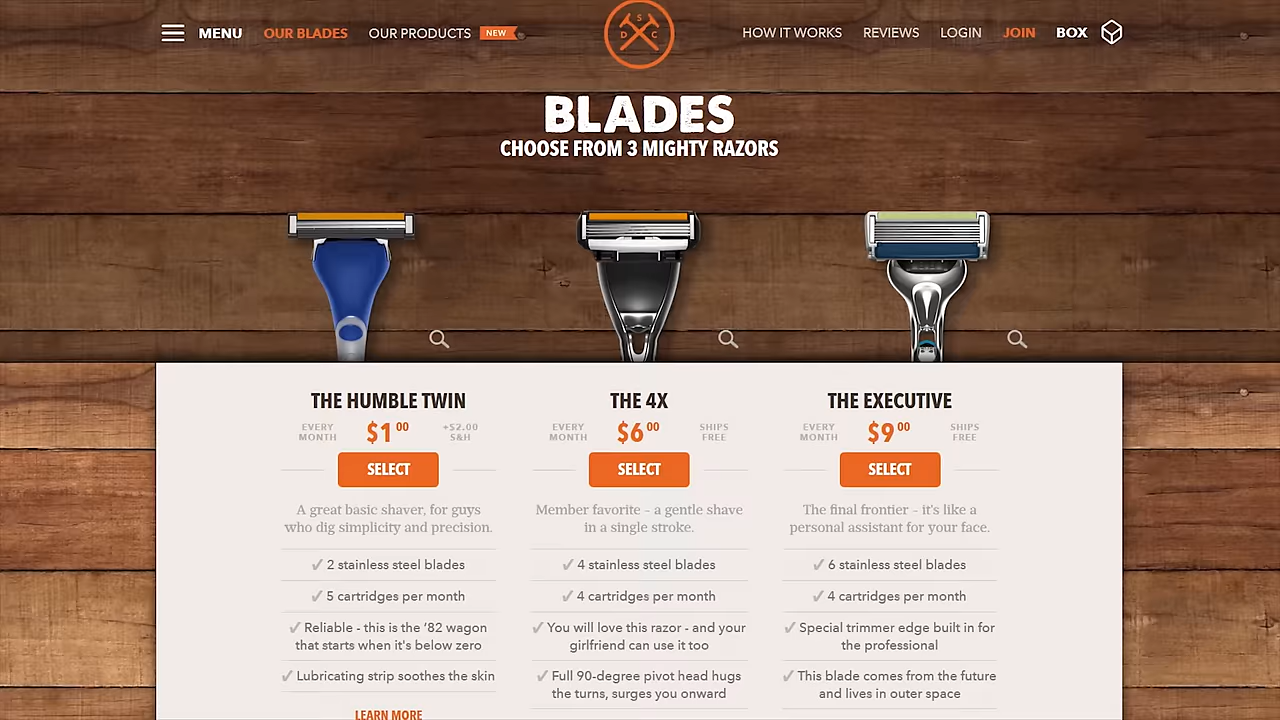 MENU
OUR BLADES
OUR PRODUCTS
NEW
S
D C
HOW IT WORKS
REVIEWS
LOGIN
JOIN
BOX
BLADES
CHOOSE FROM 3 MIGHTY RAZORS
THE HUMBLE TWIN
EVERY
MONTH
$1 00
+$2.00
S&H
SELECT
A great basic shaver, for guys
who dig simplicity and precision.
✓ 2 stainless steel blades
✓ 5 cartridges per month
✓ Reliable - this is the ’82 wagon
that starts when it's below zero
✓ Lubricating strip soothes the skin
LEARN MORE
THE 4X
EVERY
MONTH
$6 00
SHIPS
FREE
SELECT
Member favorite – a gentle shave
in a single stroke.
✓ 4 stainless steel blades
✓ 4 cartridges per month
✓ You will love this razor - and your
girlfriend can use it too
✓ Full 90-degree pivot head hugs
the turns, surges you onward
THE EXECUTIVE
EVERY
MONTH
$9 00
SHIPS
FREE
SELECT
The final frontier – it's like a
personal assistant for your face.
✓ 6 stainless steel blades
✓ 4 cartridges per month
✓ Special trimmer edge built in for
the professional
✓ This blade comes from the future
and lives in outer space